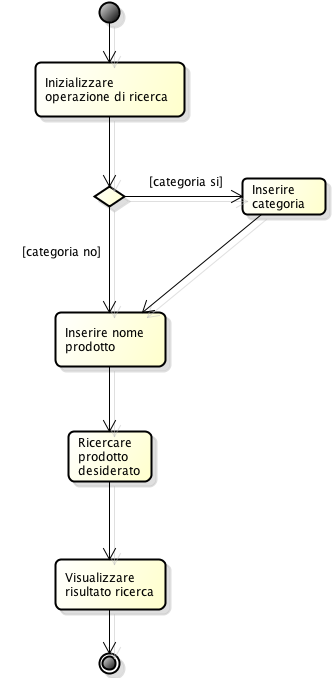 Inizializzare
operazione di ricerca
[categoria si]
Inserire
categoria
[categoria no]
Inserire nome
prodotto
Ricercare
prodotto
desiderato
Visualizzare
risultato ricerca